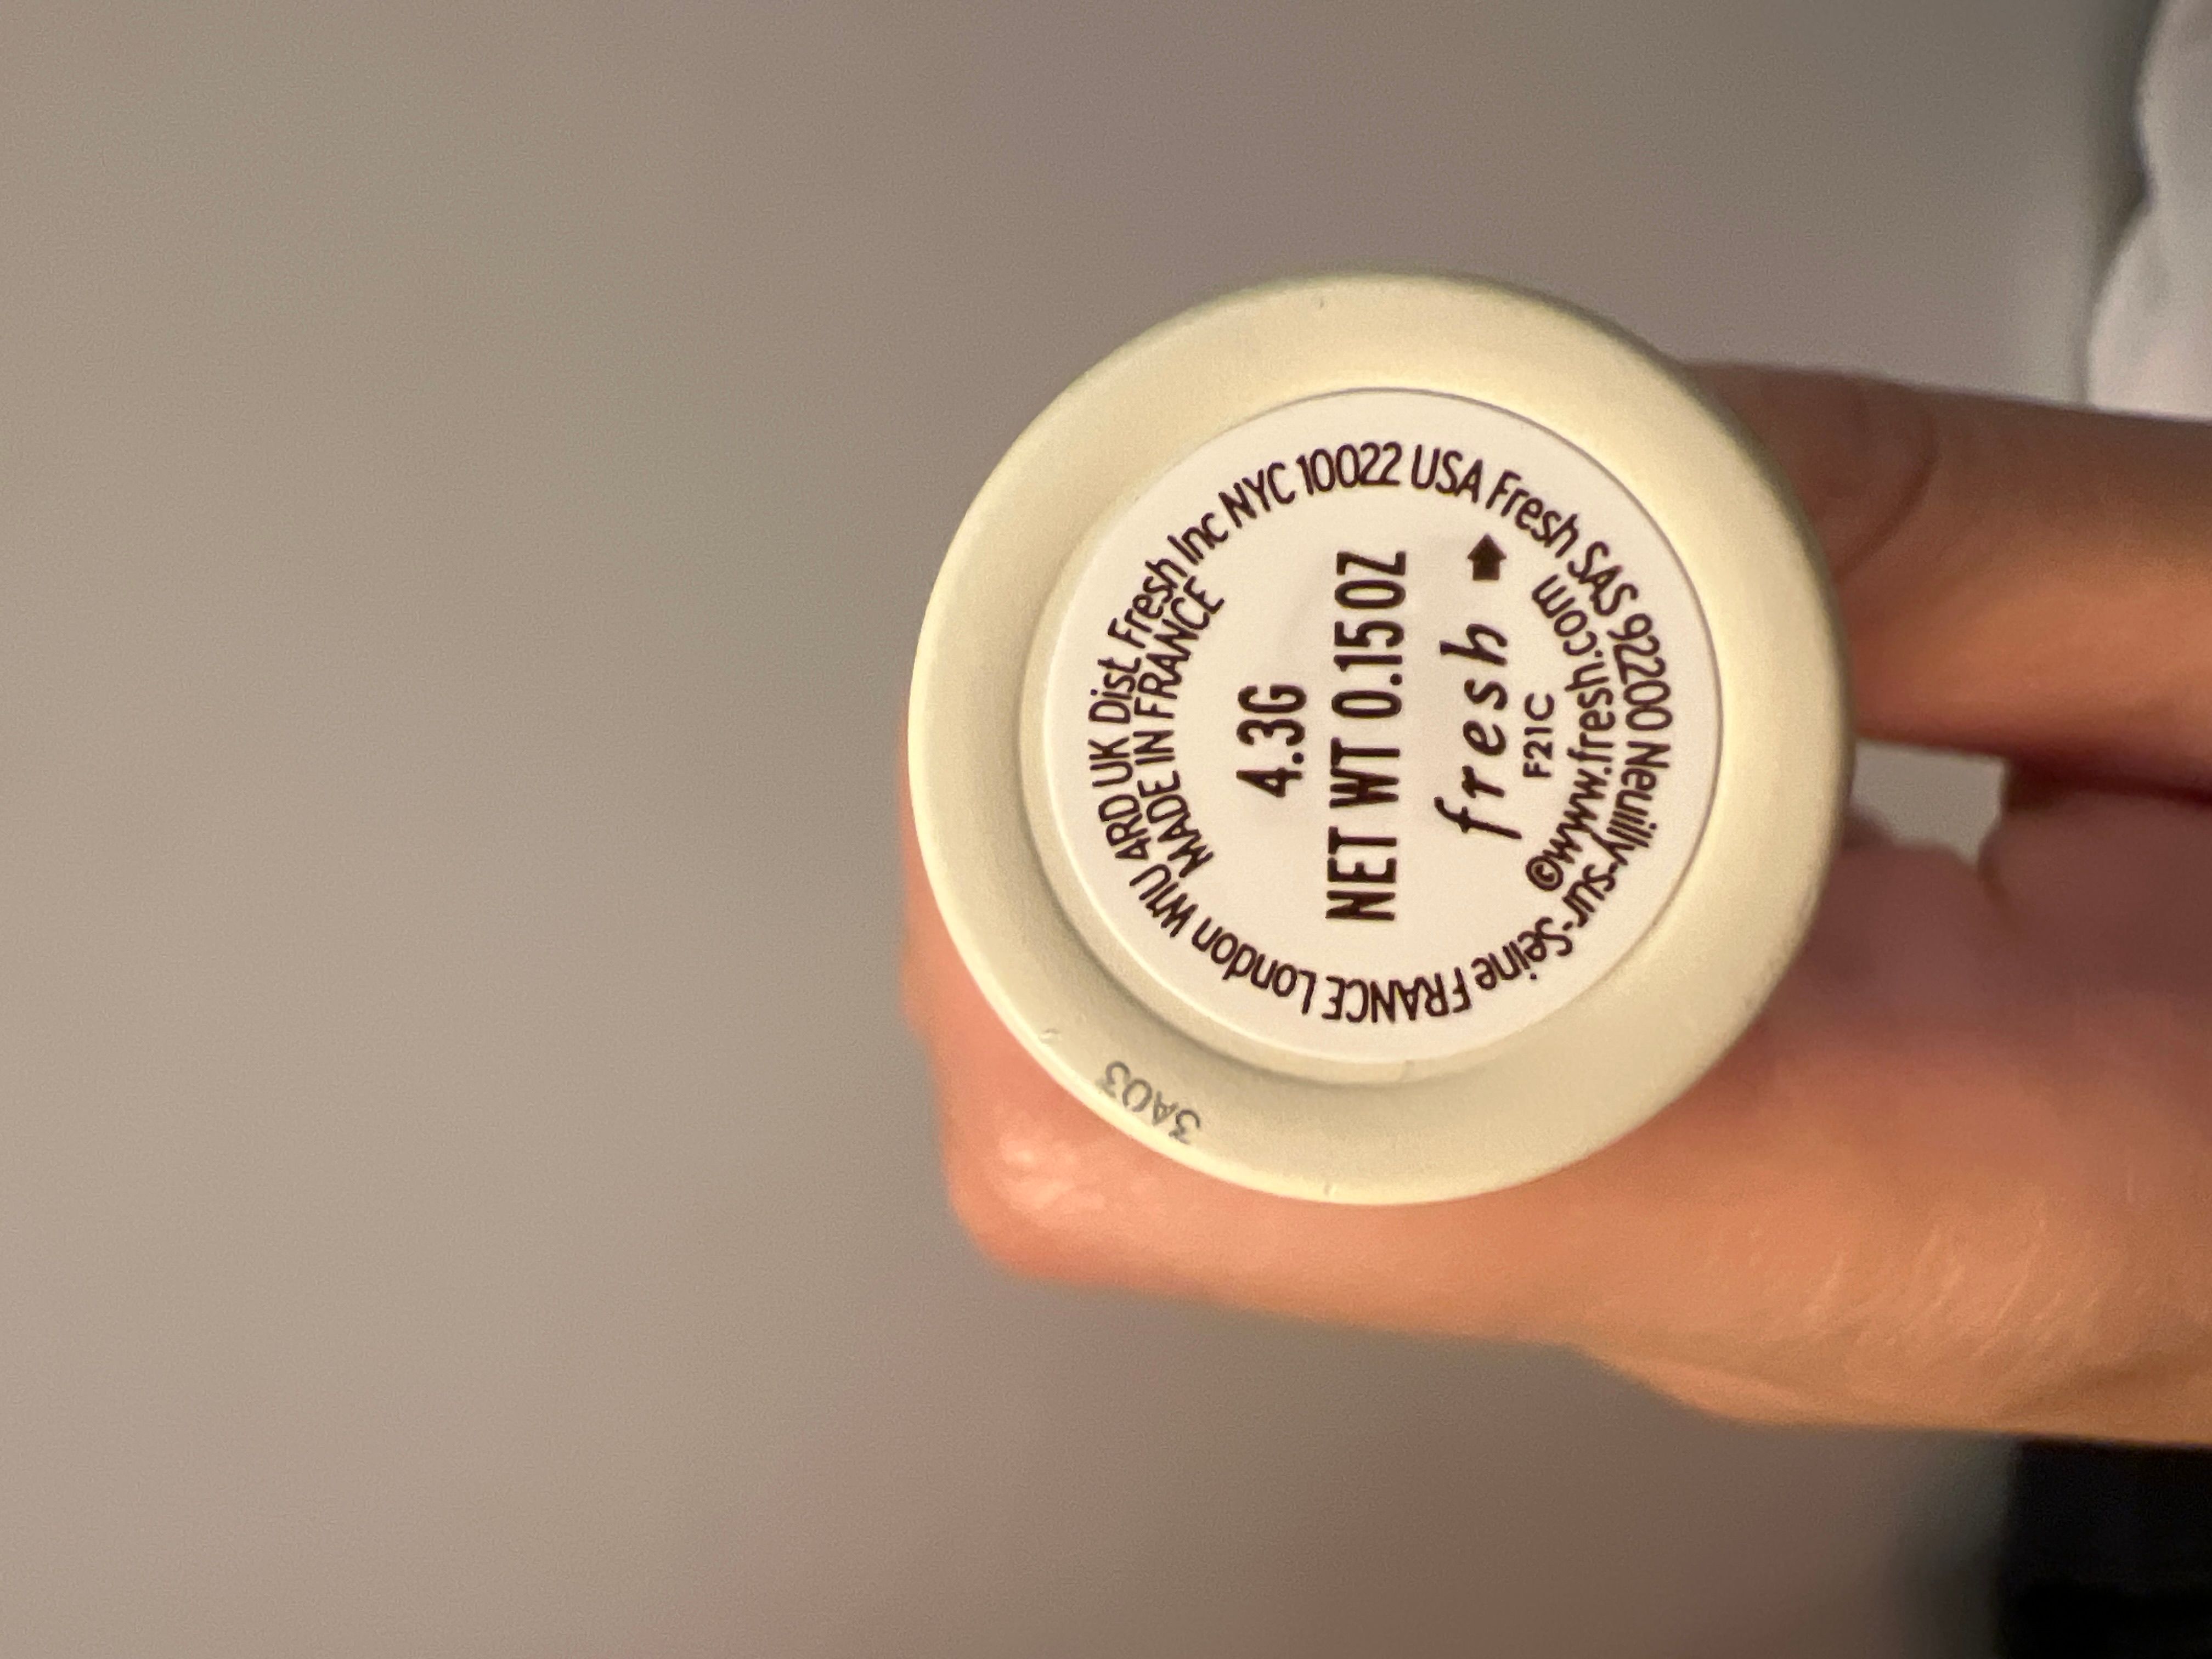 Dist. Fresh Inc NYC 10022 USA Fresh SAS 92200 Neuilly-sur-Seine FRANCE London W1U 4RD UK
MADE IN FRANCE
4.3G
NET WT 0.15OZ
fresh
F21C
©www.fresh.com
3A03